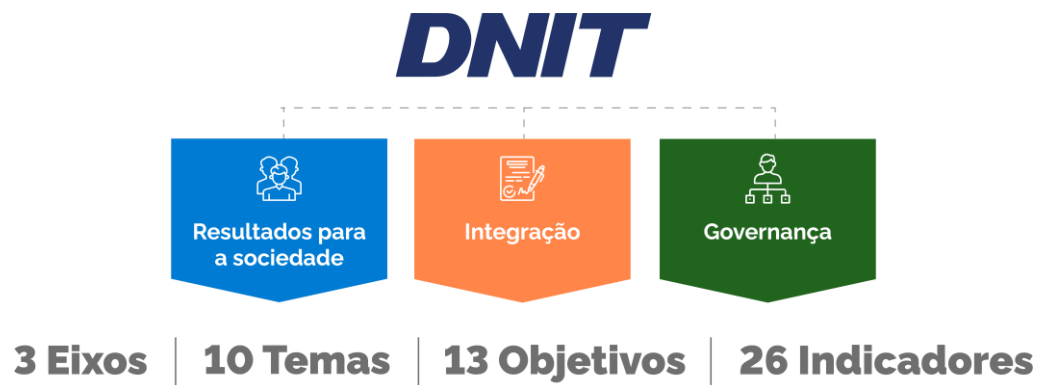 DNIT
Resultados para
a sociedade
Integração
Governança
3 Eixos
10 Temas
13 Objetivos
26 Indicadores